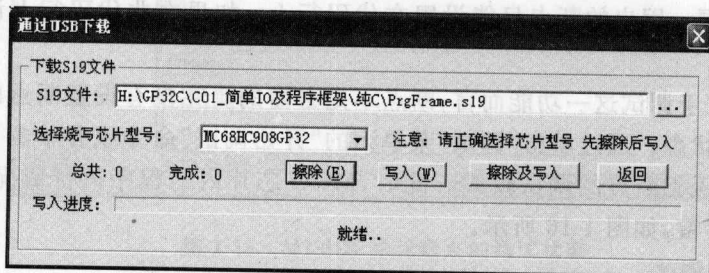 通过USB下载
下载S19文件
S19文件: H:\GP32C\C01_简单IO及程序框架\纯C\PrgFrame.s19 ...
选择烧写芯片型号: MC68HC908GP32 注意: 请正确选择芯片型号 先擦除后写入
总共: 0 完成: 0 擦除(E) 写入(W) 擦除及写入 返回
写入进度:
就绪..